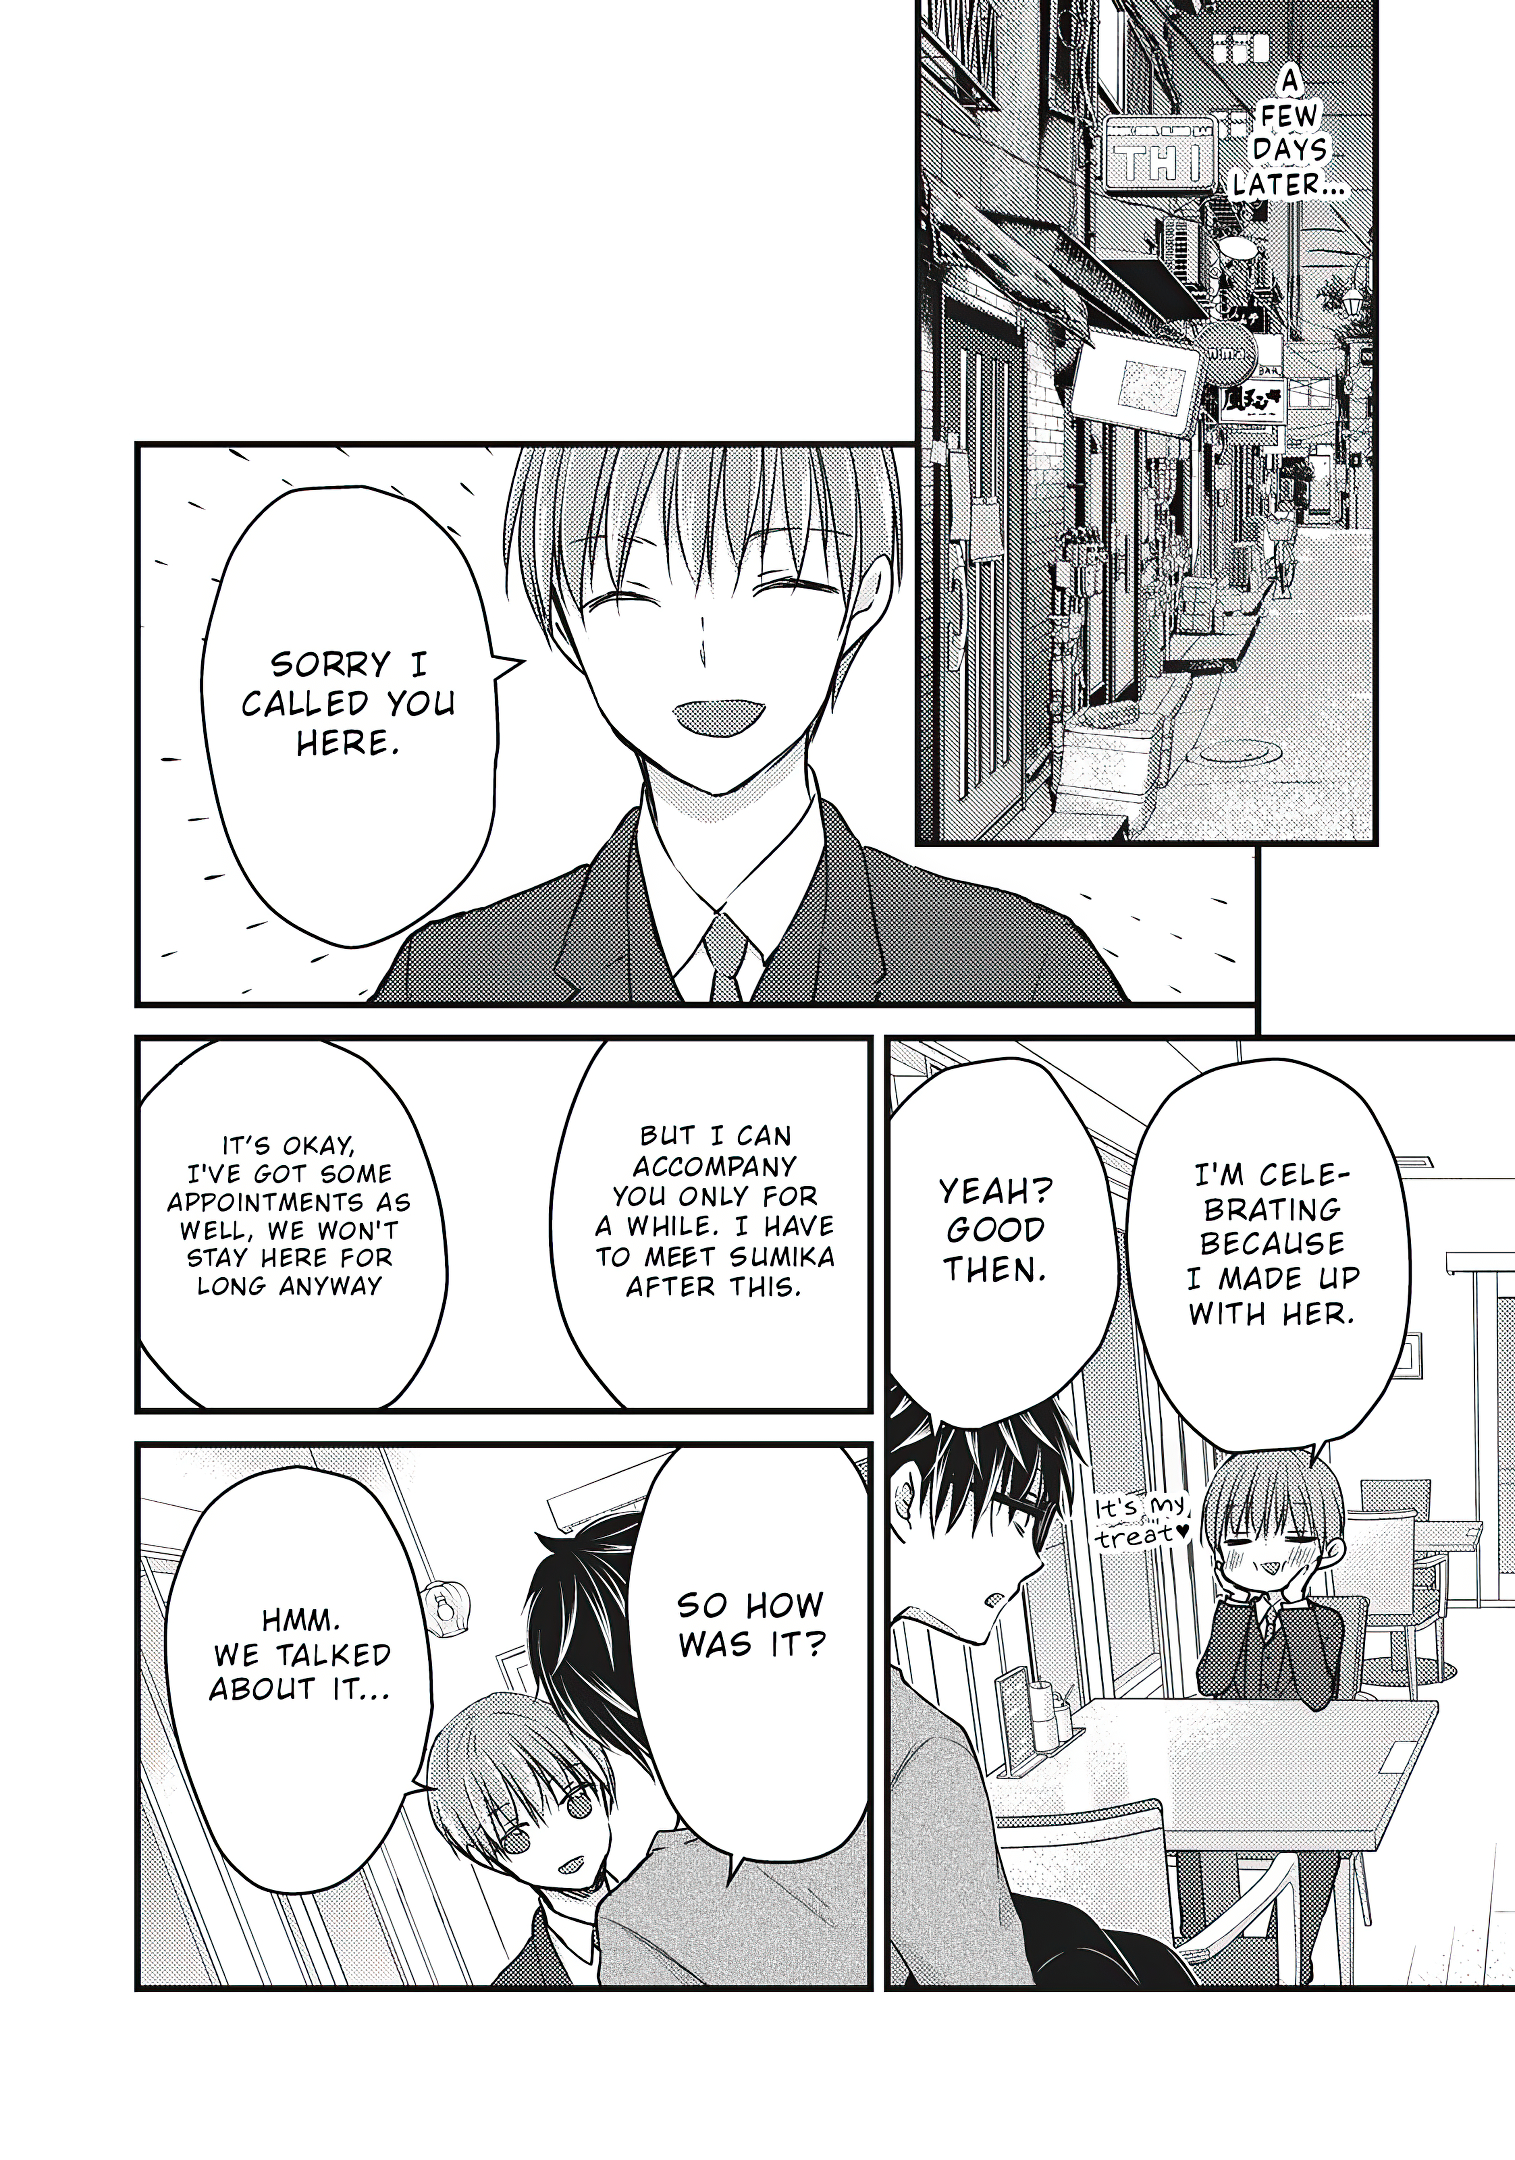 A
FEW
DAYS
LATER...
THI
BAR
SORRY I
CALLED YOU
HERE.
I'M CELE-
BRATING
BECAUSE
I MADE UP
WITH HER.
It's my
treat♥
YEAH?
GOOD
THEN.
BUT I CAN
ACCOMPANY
YOU ONLY FOR
A WHILE. I HAVE
TO MEET SUMIKA
AFTER THIS.
IT'S OKAY,
I'VE GOT SOME
APPOINTMENTS AS
WELL, WE WON'T
STAY HERE FOR
LONG ANYWAY
SO HOW
WAS IT?
HMM.
WE TALKED
ABOUT IT...